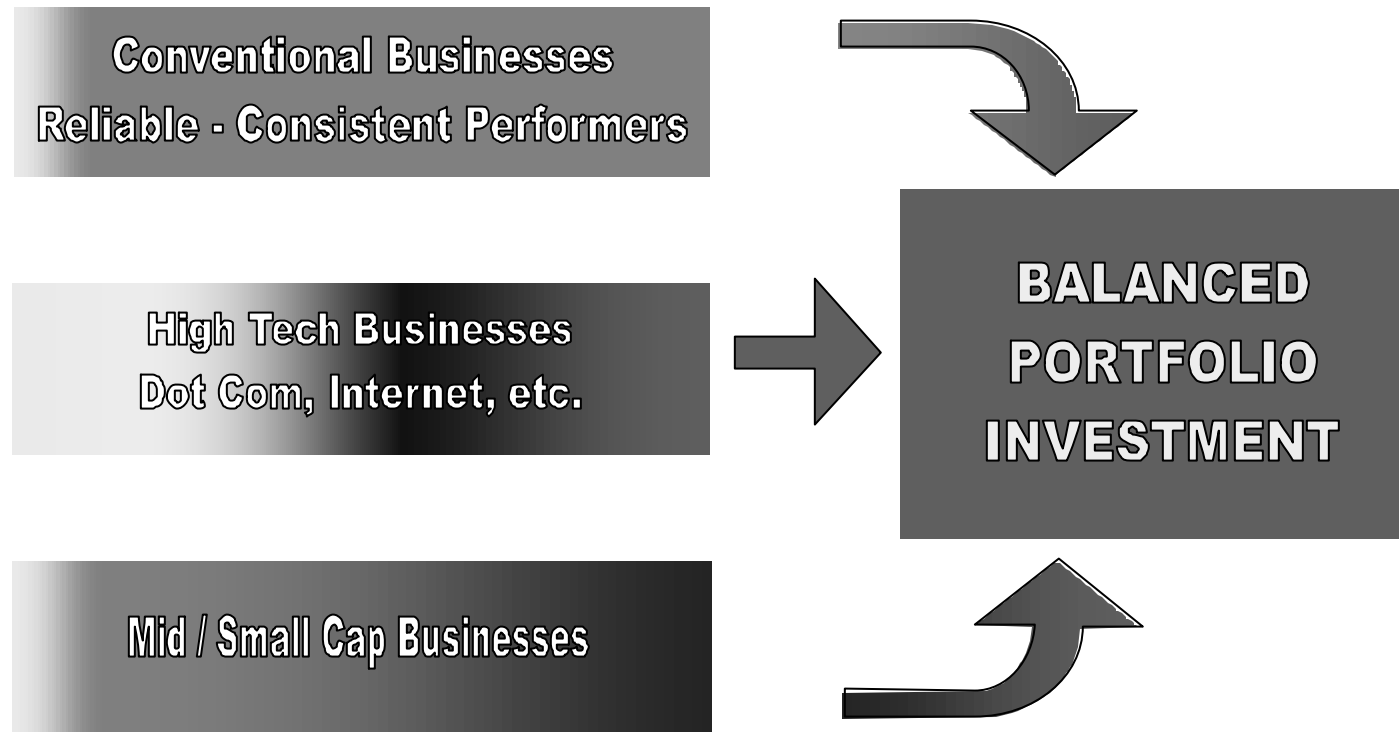 Conventional Businesses
Reliable - Consistent Performers
High Tech Businesses
Dot Com, Internet, etc.
Mid / Small Cap Businesses
BALANCED
PORTFOLIO
INVESTMENT